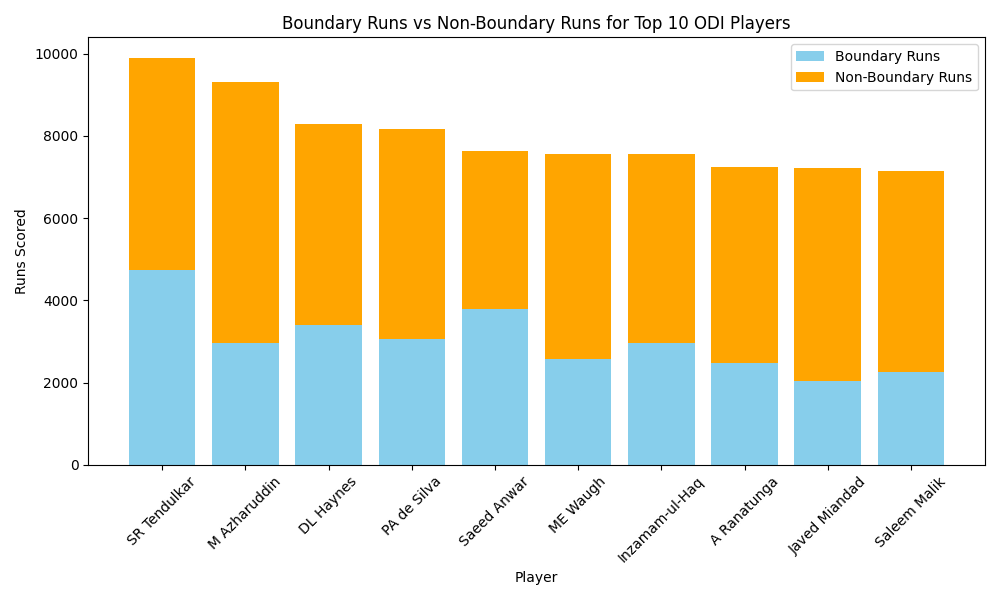 Boundary Runs vs Non-Boundary Runs for Top 10 ODI Players
Boundary Runs
Non-Boundary Runs
Runs Scored
10000
8000
6000
4000
2000
0
SR Tendulkar
M Azharuddin
DL Haynes
PA de Silva
Saeed Anwar
ME Waugh
Inzamam-ul-Haq
A Ranatunga
Javed Miandad
Saleem Malik
Player